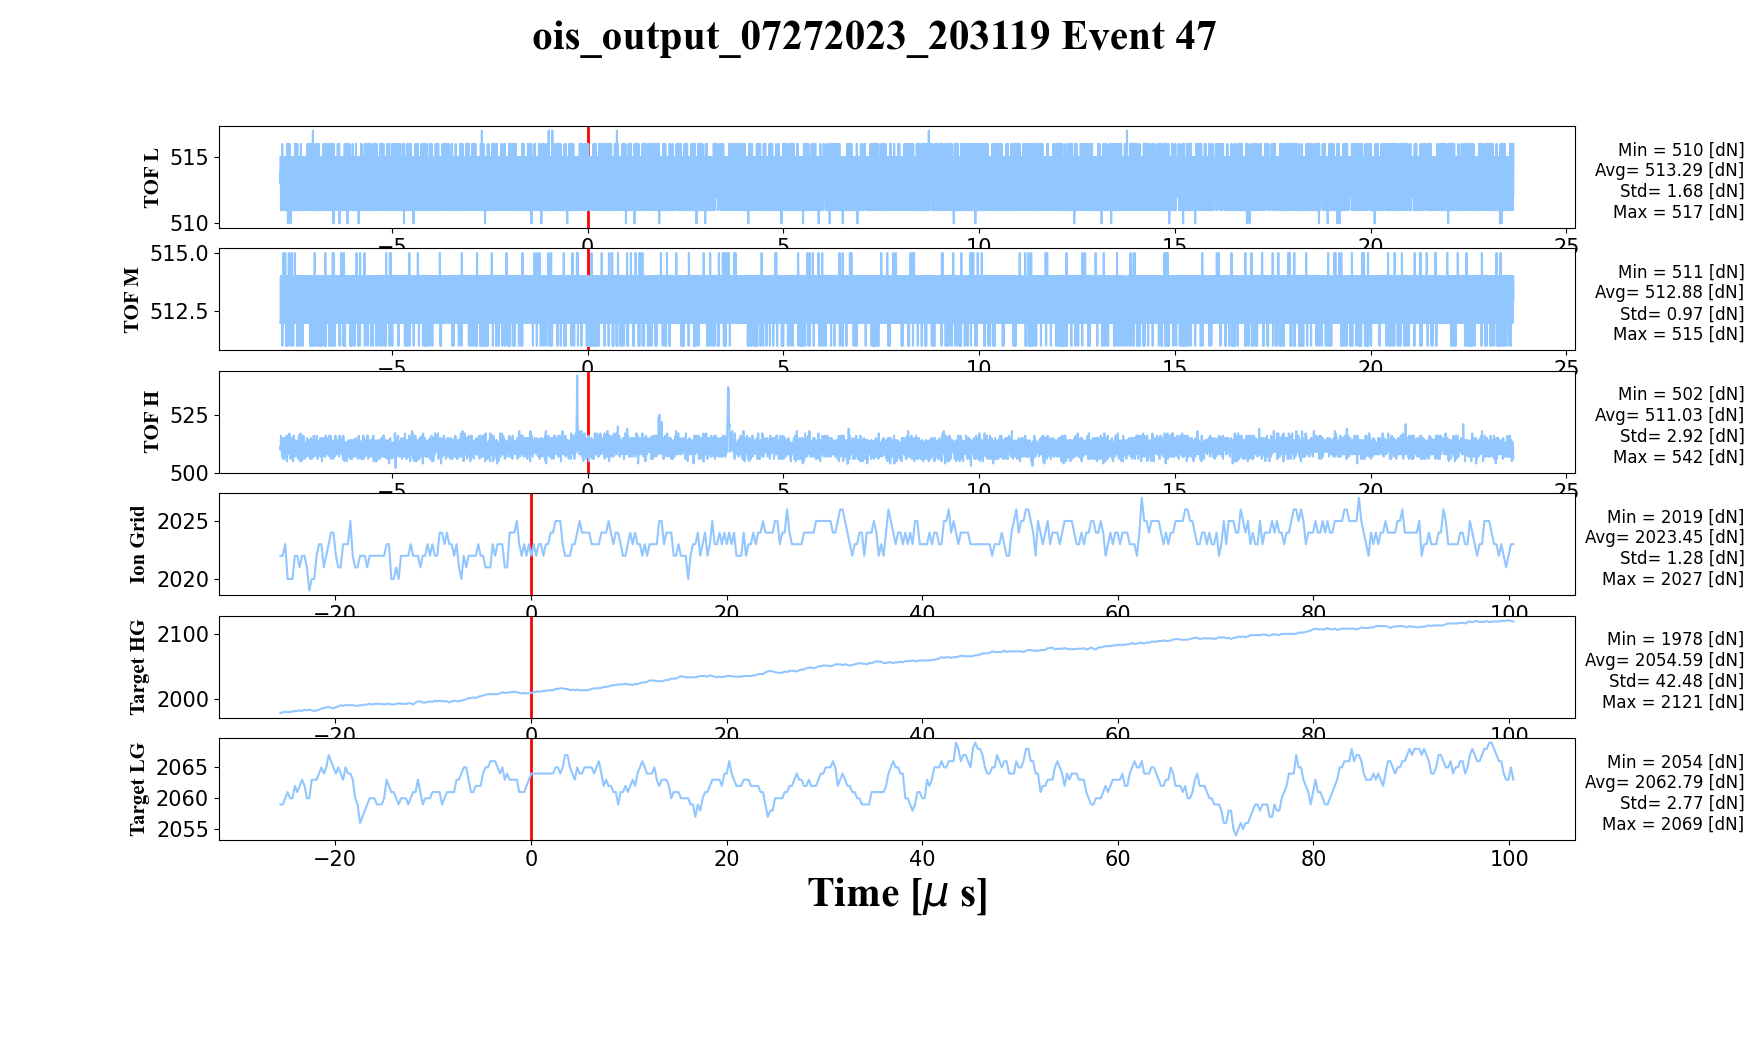 ois_output_07272023_203119 Event 47
TOF L
515
510
−5 0 5 10 15 20 25
Min = 510 [dN]
Avg= 513.29 [dN]
Std= 1.68 [dN]
Max = 517 [dN]
TOF M
515.0
512.5
−5 0 5 10 15 20 25
Min = 511 [dN]
Avg= 512.88 [dN]
Std= 0.97 [dN]
Max = 515 [dN]
TOF H
525
500
−5 0 5 10 15 20 25
Min = 502 [dN]
Avg= 511.03 [dN]
Std= 2.92 [dN]
Max = 542 [dN]
Ion Grid
2025
2020
−20 0 20 40 60 80 100
Min = 2019 [dN]
Avg= 2023.45 [dN]
Std= 1.28 [dN]
Max = 2027 [dN]
Target HG
2100
2000
−20 0 20 40 60 80 100
Min = 1978 [dN]
Avg= 2054.59 [dN]
Std= 42.48 [dN]
Max = 2121 [dN]
Target LG
2065
2060
2055
−20 0 20 40 60 80 100
Min = 2054 [dN]
Avg= 2062.79 [dN]
Std= 2.77 [dN]
Max = 2069 [dN]
Time [μ s]